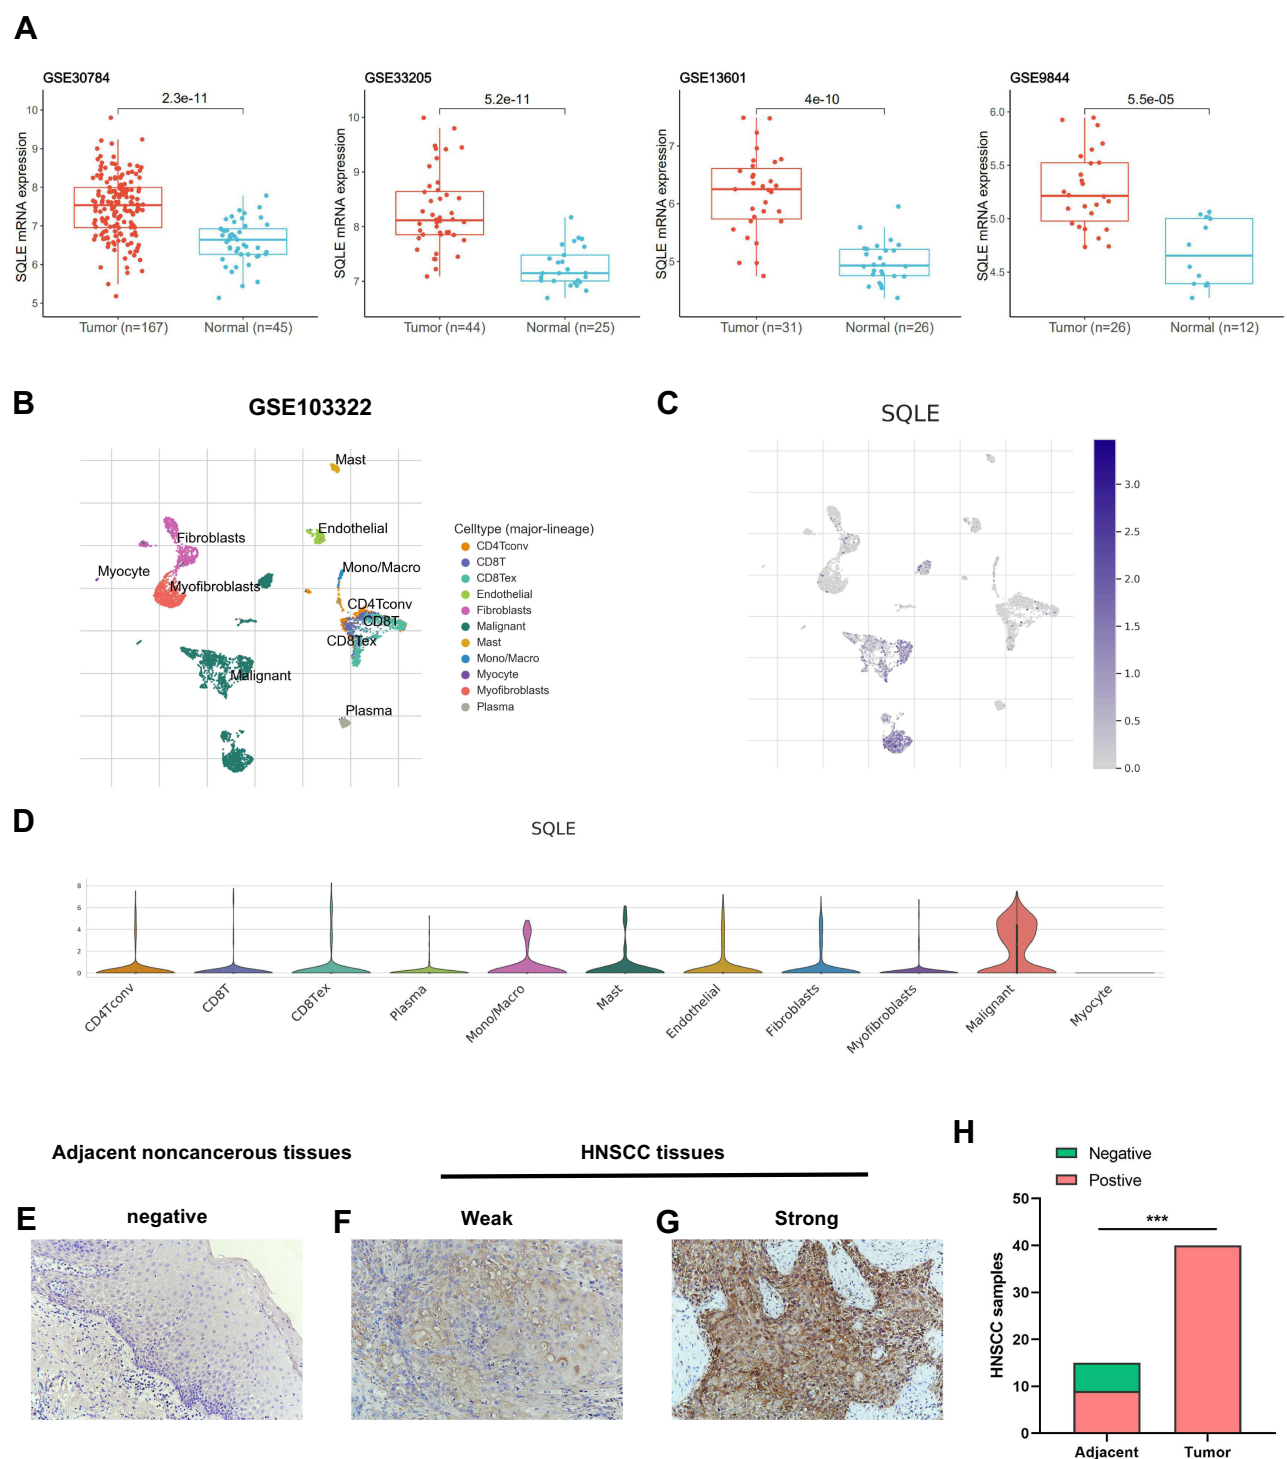 A
GSE30784
2.3e-11
SQLE mRNA expression
10
9
8
7
6
5
Tumor (n=167)
Normal (n=45)
GSE33205
5.2e-11
SQLE mRNA expression
10
9
8
7
Tumor (n=44)
Normal (n=25)
GSE13601
4e-10
SQLE mRNA expression
7
6
5
Tumor (n=31)
Normal (n=26)
GSE9844
5.5e-05
SQLE mRNA expression
6.0
5.5
5.0
4.5
Tumor (n=26)
Normal (n=12)
B
GSE103322
Mast
Endothelial
Fibroblasts
Mono/Macro
Myocyte
Myofibroblasts
CD4Tconv
CD8T
CD8Tex
Malignant
Plasma
Celltype (major-lineage)
CD4Tconv
CD8T
CD8Tex
Endothelial
Fibroblasts
Malignant
Mast
Mono/Macro
Myocyte
Myofibroblasts
Plasma
C
SQLE
3.0
2.5
2.0
1.5
1.0
0.5
0.0
D
SQLE
8
6
4
2
0
CD4Tconv
CD8T
CD8Tex
Plasma
Mono/Macro
Mast
Endothelial
Fibroblasts
Myofibroblasts
Malignant
Myocyte
Adjacent noncancerous tissues
HNSCC tissues
E
negative
F
Weak
G
Strong
H
Negative
Postive
***
HNSCC samples
50
40
30
20
10
0
Adjacent
Tumor